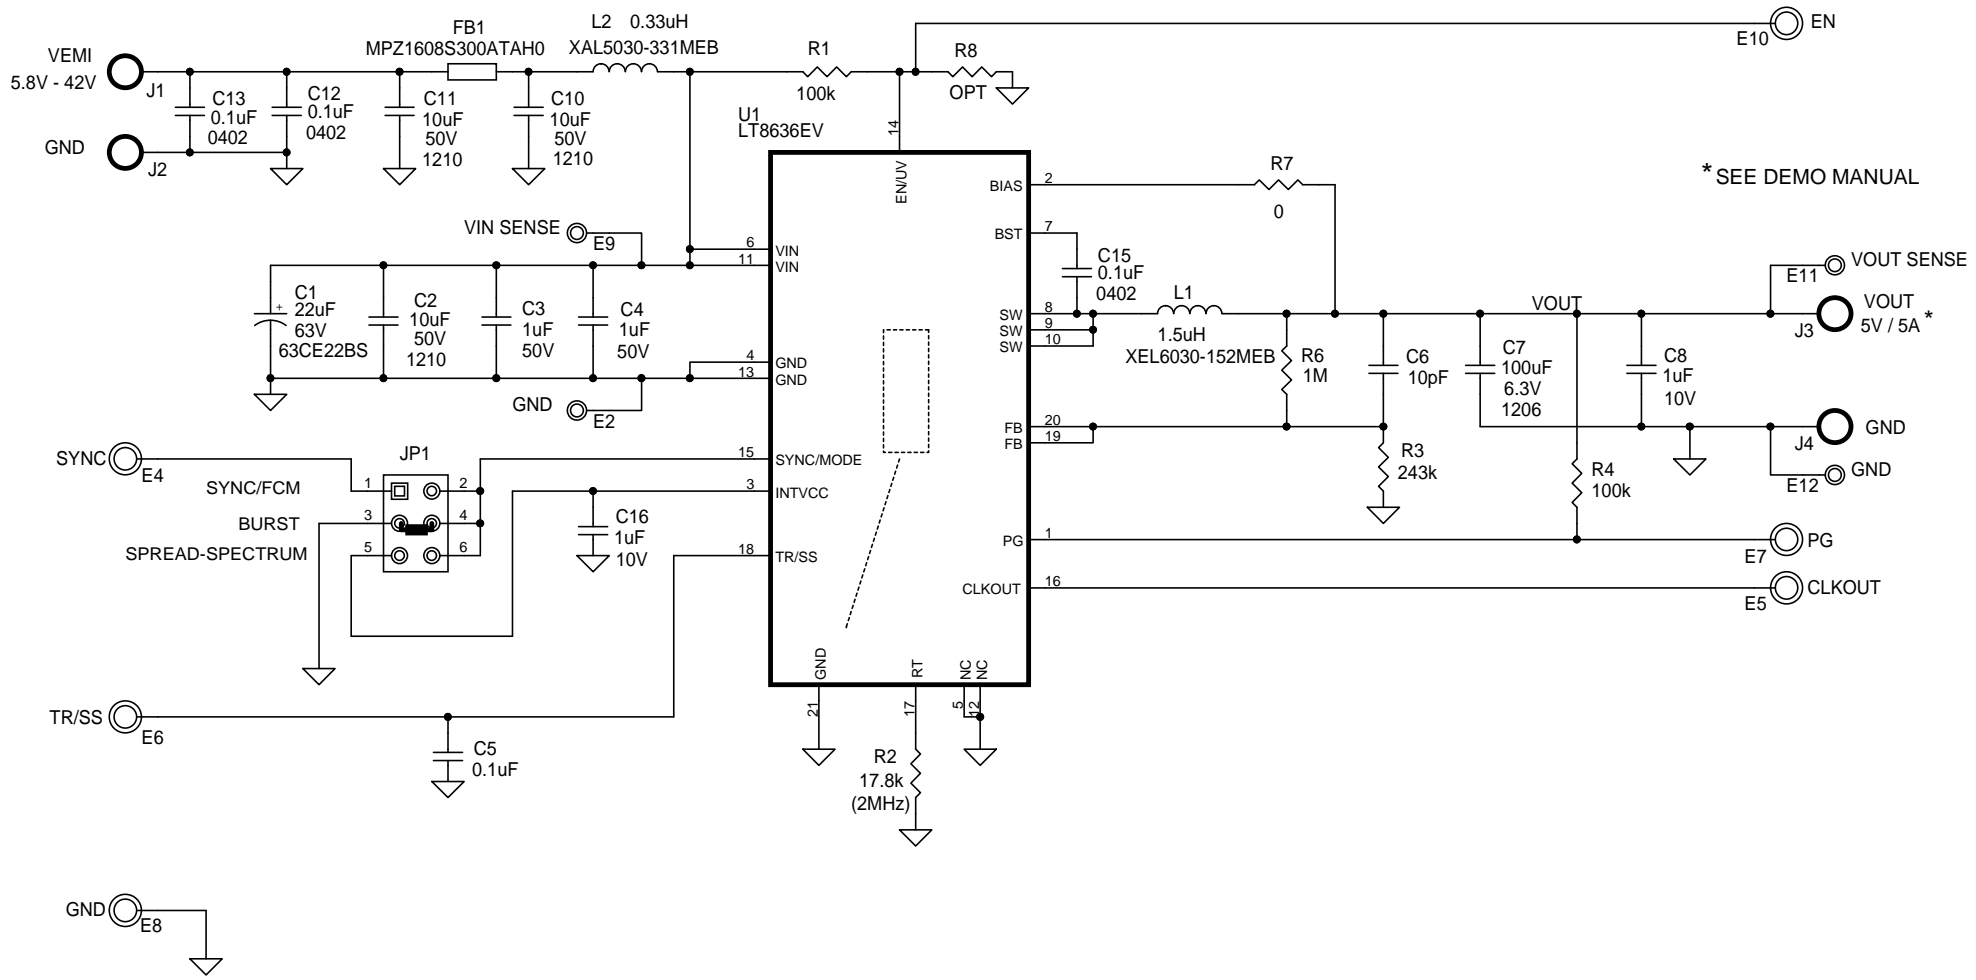 VEMI
5.8V - 42V
J1
GND
J2
C13
0.1uF
0402
C12
0.1uF
0402
C11
10uF
50V
1210
FB1
MPZ1608S300ATAH0
C10
10uF
50V
1210
L2 0.33uH
XAL5030-331MEB
R1
100k
R8
OPT
E10
EN
U1
LT8636EV
14
EN/UV
VIN SENSE
E9
6
VIN
11
VIN
C1
+
22uF
63V
63CE22BS
C2
10uF
50V
1210
C3
1uF
50V
C4
1uF
50V
4
GND
13
GND
GND
E2
SYNC
E4
JP1
SYNC/FCM
1
2
BURST
3
4
SPREAD-SPECTRUM
5
6
15
SYNC/MODE
3
INTVCC
C16
1uF
10V
18
TR/SS
TR/SS
E6
C5
0.1uF
GND
21
RT
17
NC
NC
5
12
R2
17.8k
(2MHz)
GND
E8
BIAS
2
R7
0
* SEE DEMO MANUAL
BST
7
C15
0.1uF
0402
SW
8
SW
9
SW
10
L1
1.5uH
XEL6030-152MEB
R6
1M
C6
10pF
C7
100uF
6.3V
1206
VOUT
C8
1uF
10V
E11
VOUT SENSE
VOUT
5V / 5A *
J3
FB
20
FB
19
R3
243k
R4
100k
J4
GND
E12
GND
PG
1
E7
PG
CLKOUT
16
E5
CLKOUT